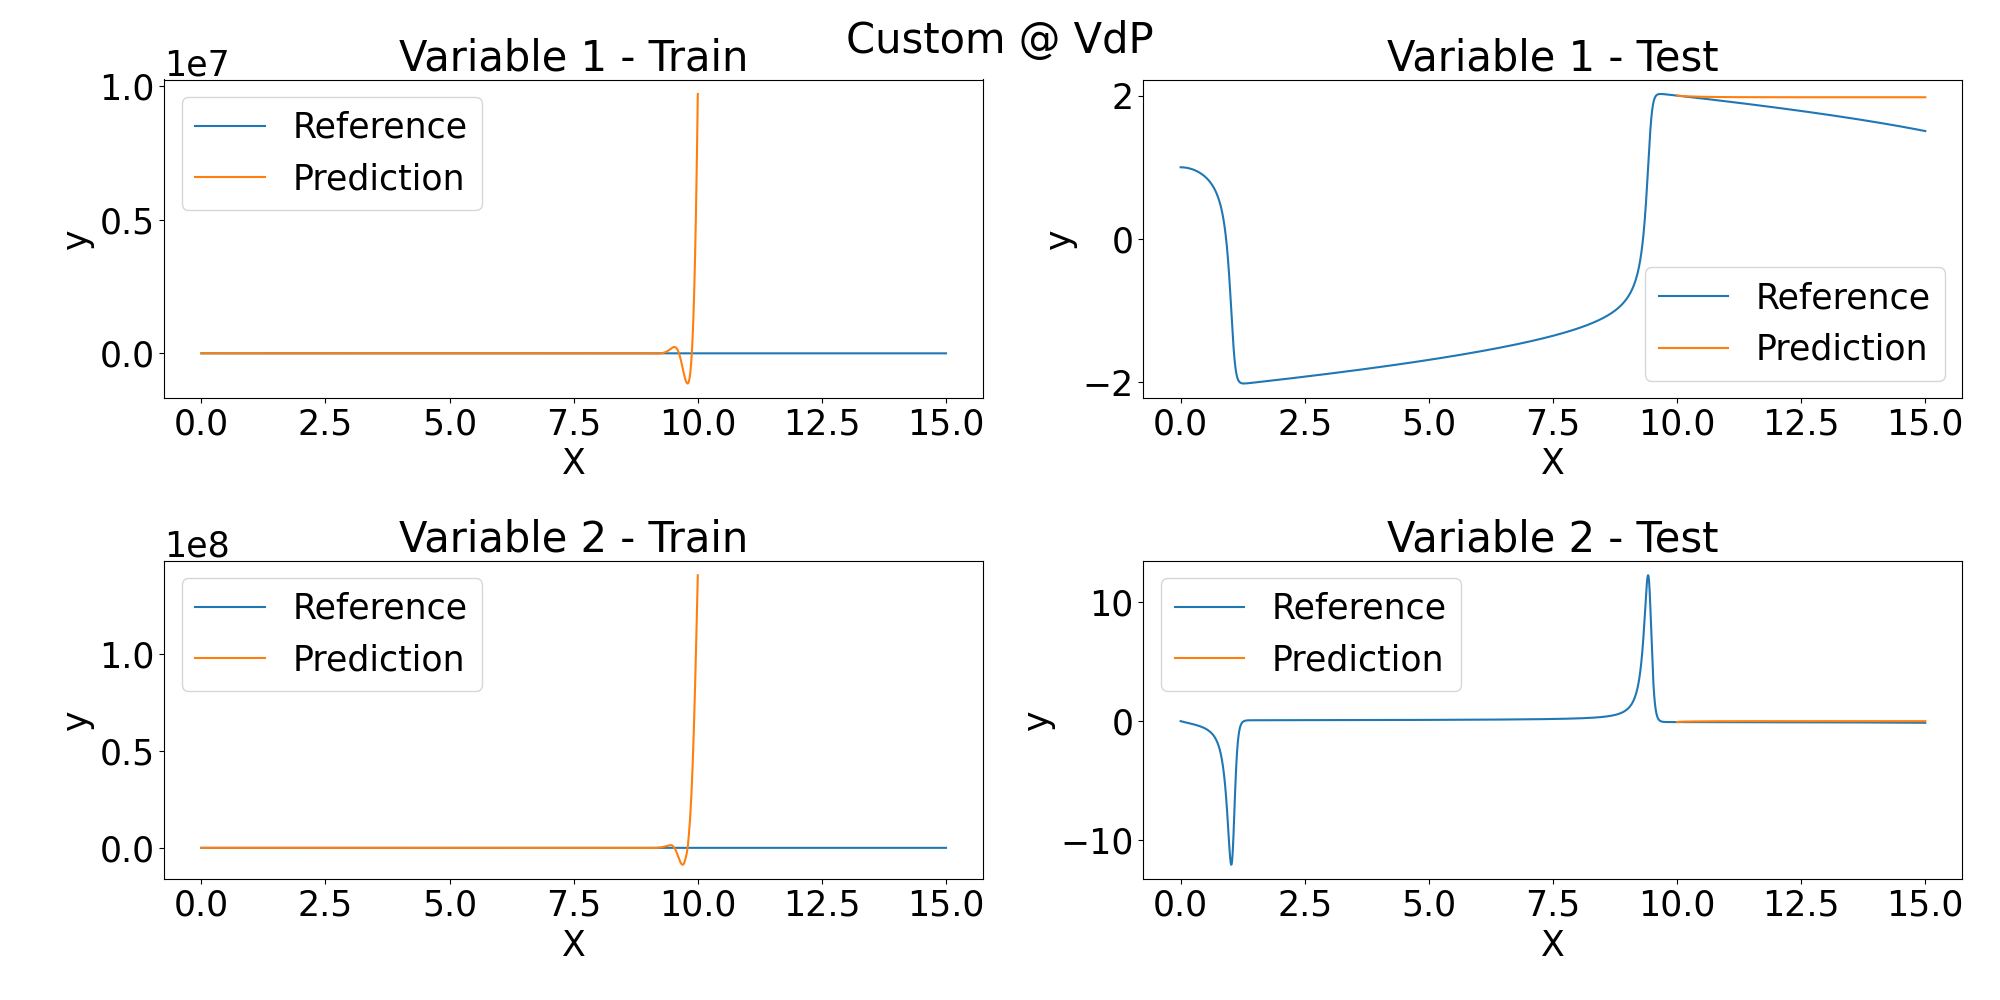 Custom @ VdP
Variable 1 - Train
1e7
1.0
0.5
0.0
y
Reference
Prediction
0.0 2.5 5.0 7.5 10.0 12.5 15.0
X
Variable 1 - Test
2
0
−2
y
Reference
Prediction
0.0 2.5 5.0 7.5 10.0 12.5 15.0
X
Variable 2 - Train
1e8
1.0
0.5
0.0
y
Reference
Prediction
0.0 2.5 5.0 7.5 10.0 12.5 15.0
X
Variable 2 - Test
10
0
−10
y
Reference
Prediction
0.0 2.5 5.0 7.5 10.0 12.5 15.0
X